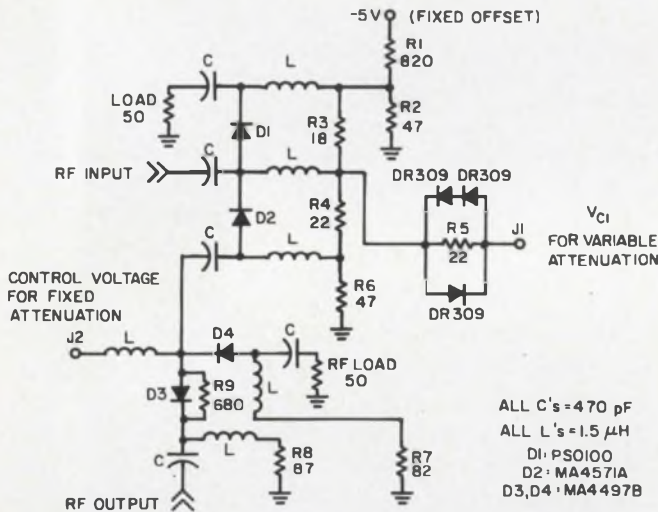 -5V (FIXED OFFSET)
R1
820
C
L
LOAD
50
R2
47
R3
18
D1
C
L
RF INPUT
DR309 DR309
R4
22
D2
R5
22
J1
VC1
FOR VARIABLE
ATTENUATION
C
L
DR309
R6
47
CONTROL VOLTAGE
FOR FIXED
ATTENUATION
J2
L
D4
C
RF LOAD
50
D3
R9
680
L
C
L
R8
87
R7
82
RF OUTPUT
ALL C's = 470 pF
ALL L's = 1.5 μH
D1: PS0100
D2: MA4571A
D3,D4: MA4497B